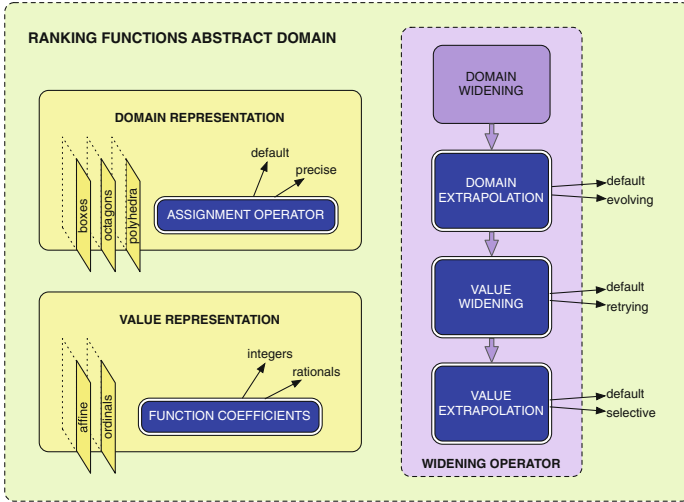 RANKING FUNCTIONS ABSTRACT DOMAIN
DOMAIN REPRESENTATION
boxes
octagons
polyhedra
default
precise
ASSIGNMENT OPERATOR
VALUE REPRESENTATION
affine
ordinals
integers
rationals
FUNCTION COEFFICIENTS
DOMAIN
WIDENING
DOMAIN
EXTRAPOLATION
default
evolving
VALUE
WIDENING
default
retrying
VALUE
EXTRAPOLATION
default
selective
WIDENING OPERATOR